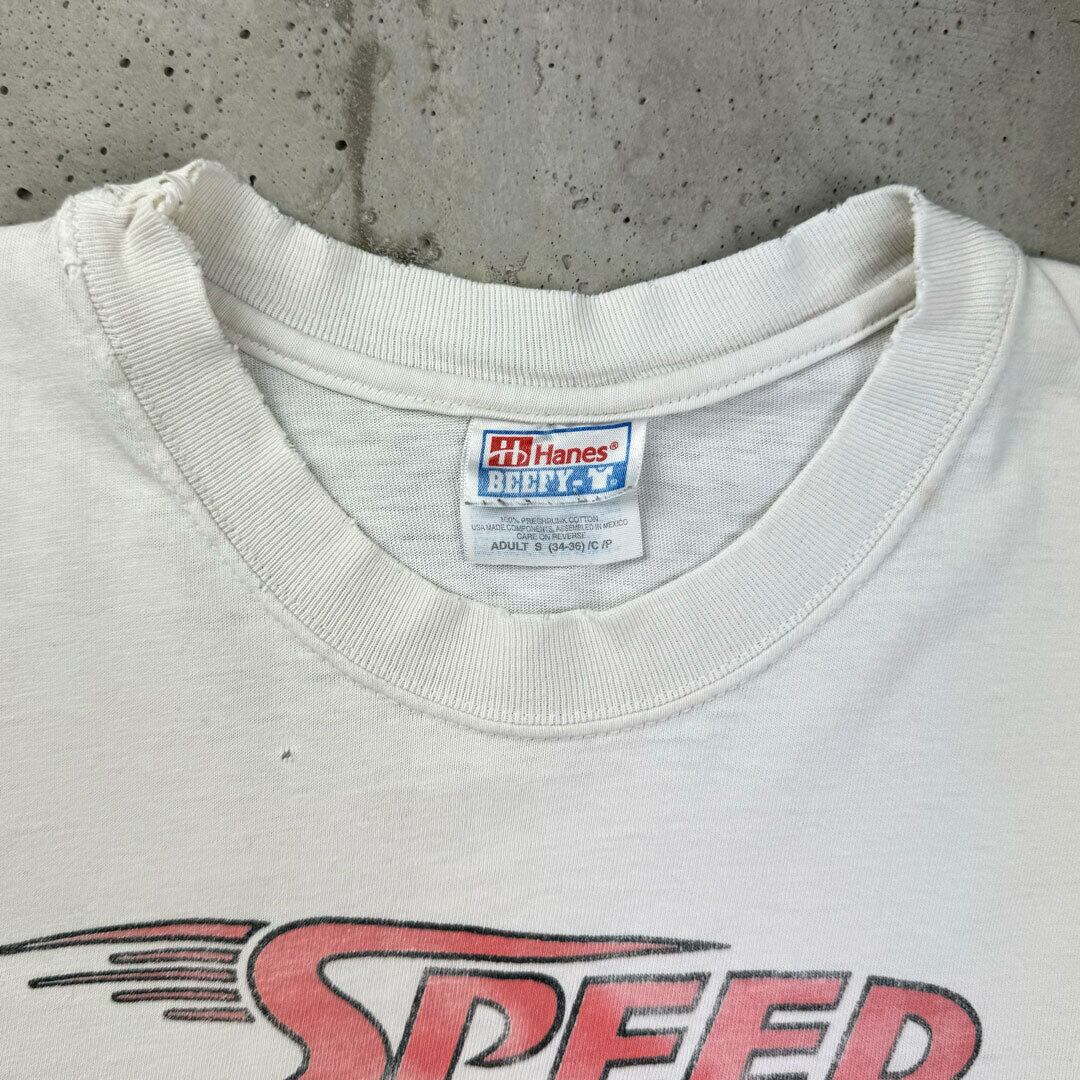 Hanes®
BEEFY-T®
100% PRESHRUNK COTTON
USA MADE COMPONENTS, ASSEMBLED IN MEXICO
CARE ON REVERSE
ADULT S (34-36) /C /P
SPEED